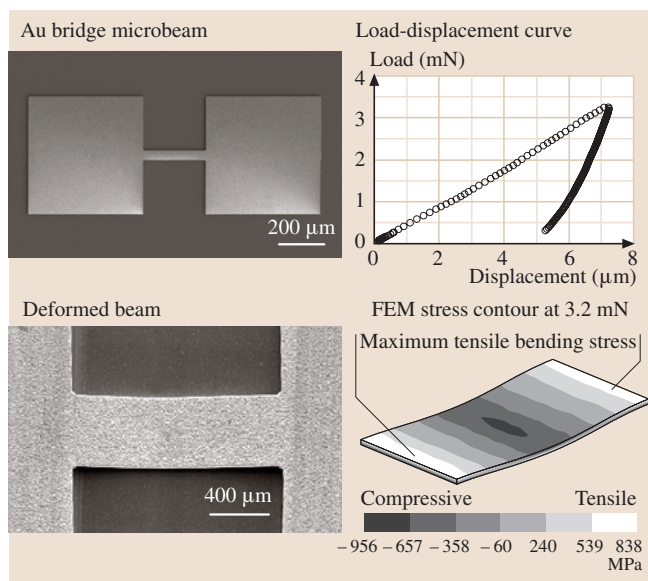 Au bridge microbeam
200 µm
Load-displacement curve
Load (mN)
4
3
2
1
0
0 2 4 6 8
Displacement (µm)
Deformed beam
400 µm
FEM stress contour at 3.2 mN
Maximum tensile bending stress
Compressive Tensile
– 956 – 657 – 358 – 60 240 539 838
MPa